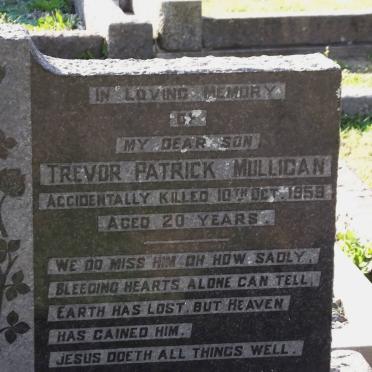 IN LOVING MEMORY
OF
MY DEAR SON
TREVOR PATRICK MULLIGAN
ACCIDENTALLY KILLED 10TH OCT. 1959
AGED 20 YEARS.
WE DO MISS HIM OH HOW SADLY,
BLEEDING HEARTS ALONE CAN TELL,
EARTH HAS LOST, BUT HEAVEN
HAS GAINED HIM,
JESUS DOETH ALL THINGS WELL.